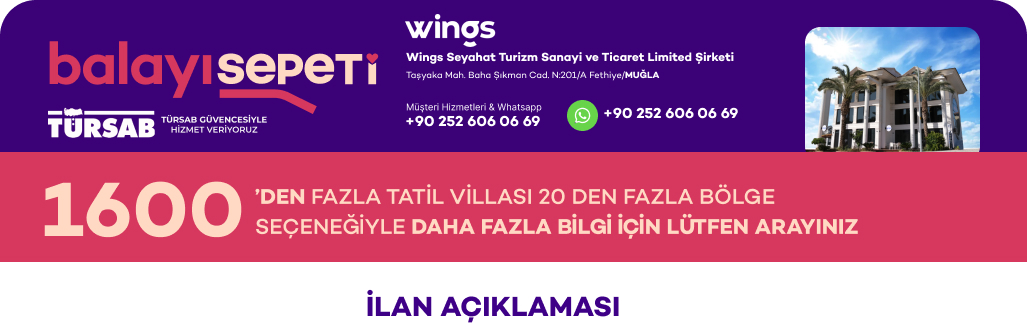 balayısepeti
TÜRSAB
TÜRSAB GÜVENCESİYLE
HİZMET VERİYORUZ
wings
Wings Seyahat Turizm Sanayi ve Ticaret Limited Şirketi
Taşyaka Mah. Baha Şıkman Cad. N:201/A Fethiye/MUĞLA
Müşteri Hizmetleri & Whatsapp
+90 252 606 06 69
+90 252 606 06 69
1600
’DEN FAZLA TATİL VİLLASI 20 DEN FAZLA BÖLGE
SEÇENEĞİYLE DAHA FAZLA BİLGİ İÇİN LÜTFEN ARAYINIZ
İLAN AÇIKLAMASI